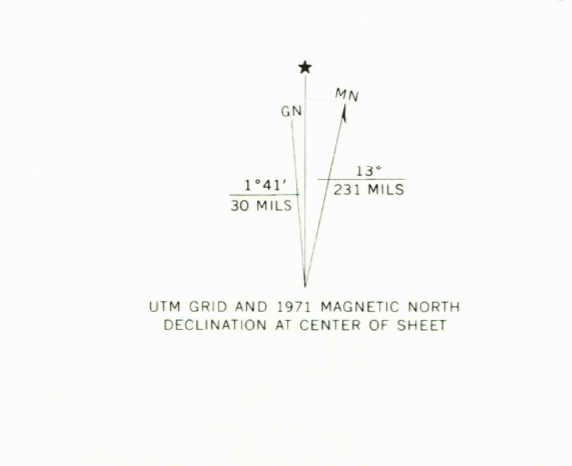 ★
MN
GN
13°
1°41'
231 MILS
30 MILS
UTM GRID AND 1971 MAGNETIC NORTH
DECLINATION AT CENTER OF SHEET